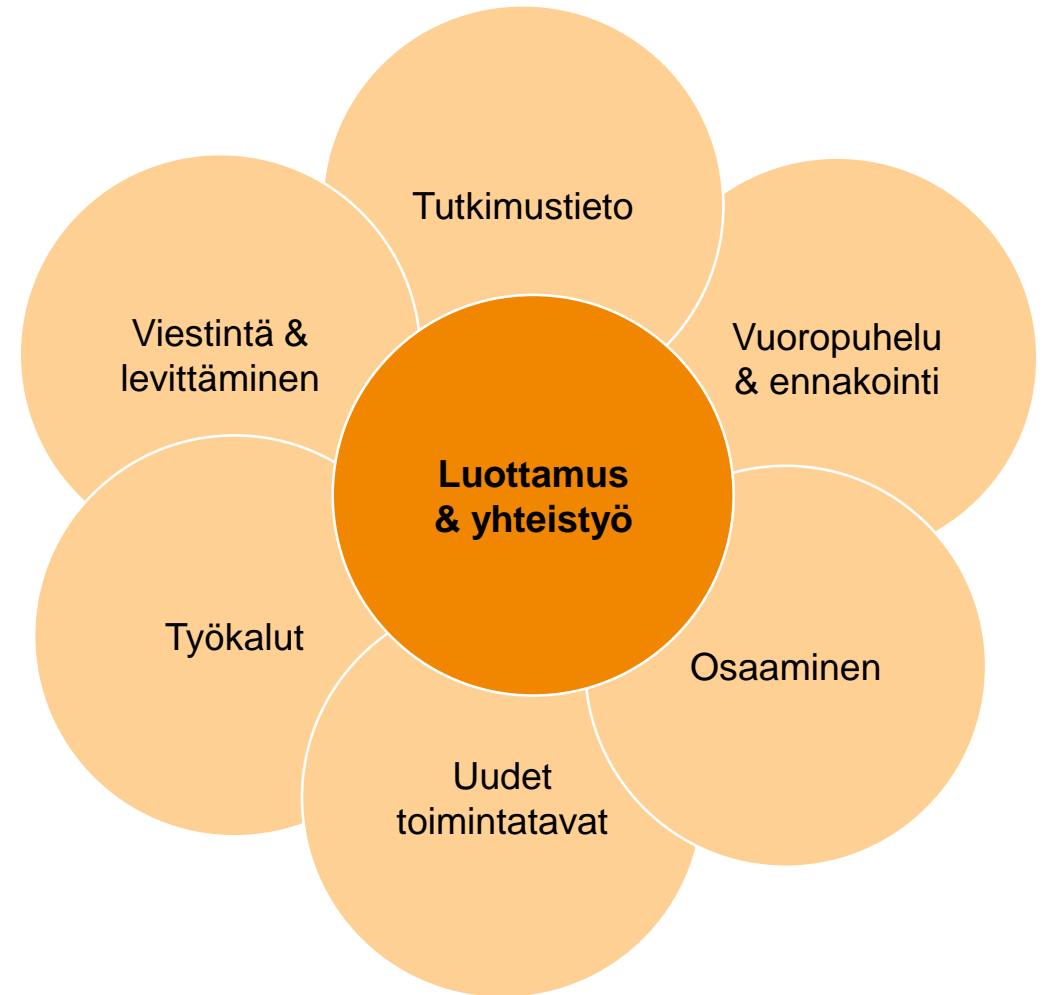 Tutkimustieto
Viestintä &
levittäminen
Vuoropuhelu
& ennakointi
Luottamus
& yhteistyö
Työkalut
Osaaminen
Uudet
toimintatavat